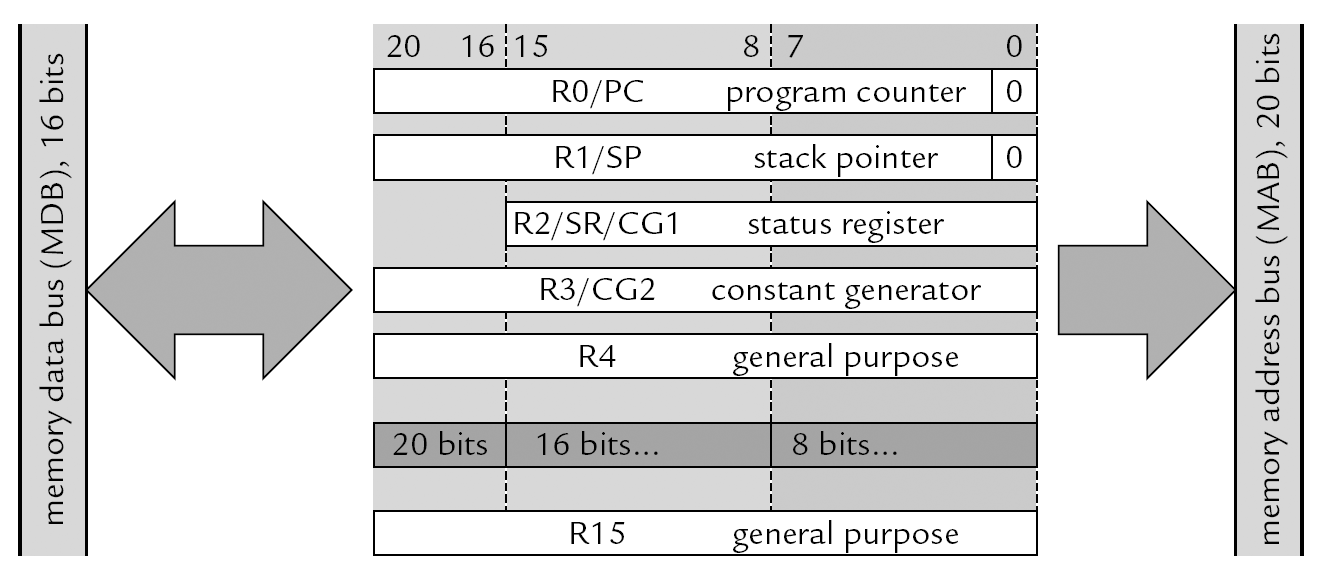 memory data bus (MDB), 16 bits
20 16 15 8 7 0
R0/PC program counter 0
R1/SP stack pointer 0
R2/SR/CG1 status register
R3/CG2 constant generator
R4 general purpose
20 bits 16 bits... 8 bits...
R15 general purpose
memory address bus (MAB), 20 bits